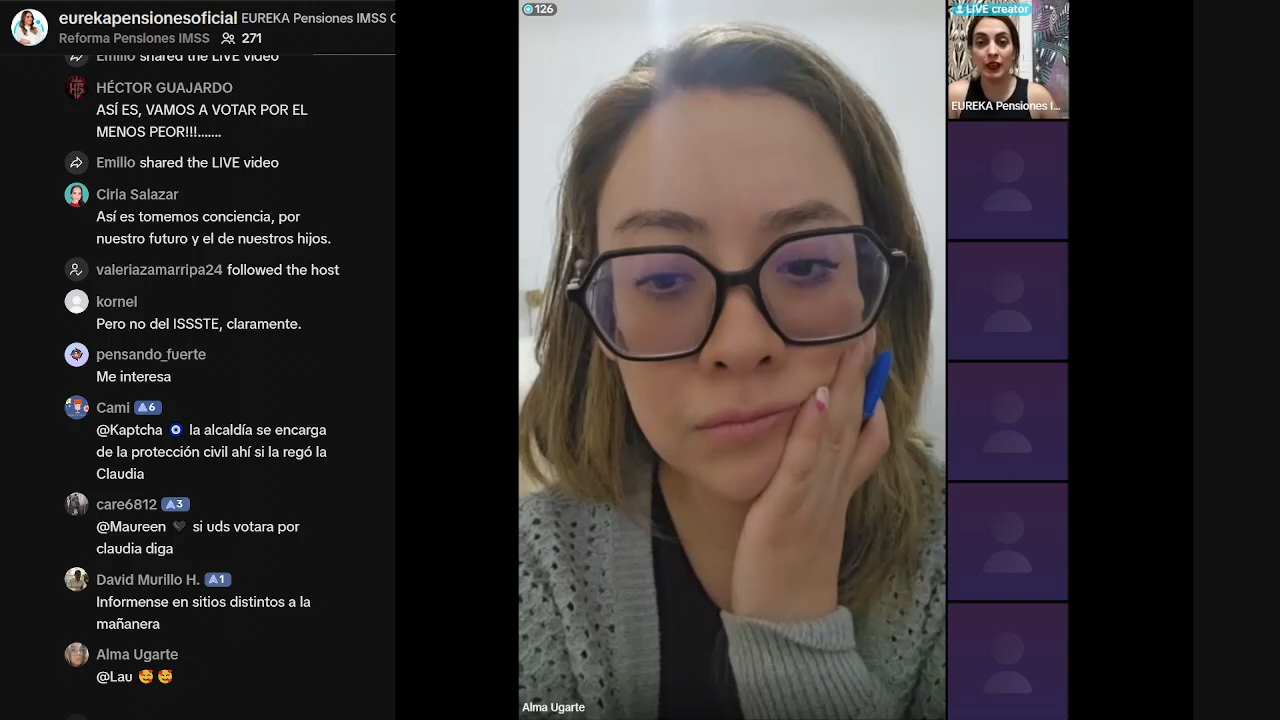 eurekapensionesoficial EUREKA Pensiones IMSS
Reforma Pensiones IMSS 271
Emilio shared the LIVE video
HÉCTOR GUAJARDO
ASÍ ES, VAMOS A VOTAR POR EL
MENOS PEOR!!!.......
Emilio shared the LIVE video
Ciria Salazar
Así es tomemos conciencia, por
nuestro futuro y el de nuestros hijos.
valeriazamarripa24 followed the host
kornel
Pero no del ISSSTE, claramente.
pensando_fuerte
Me interesa
Cami 6
@Kaptcha 🧿 la alcaldía se encarga
de la protección civil ahí si la regó la
Claudia
care6812 3
@Maureen 🖤 si uds votara por
claudia diga
David Murillo H. 1
Informense en sitios distintos a la
mañanera
Alma Ugarte
@Lau 🥰 🥰
126
Alma Ugarte
LIVE creator
EUREKA Pensiones I...